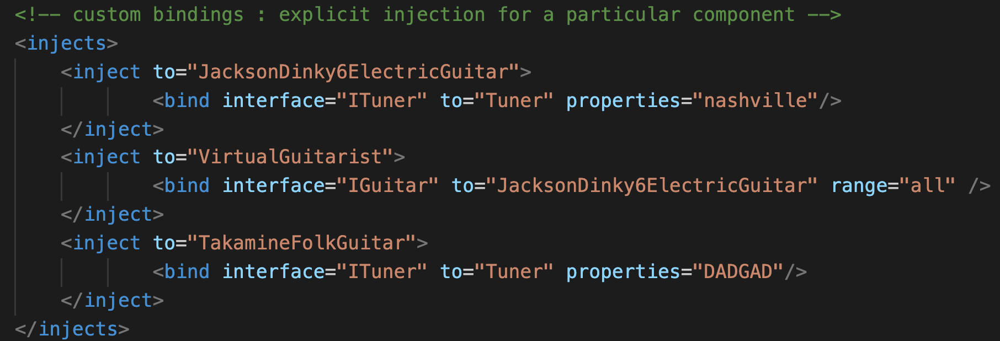 <!-- custom bindings : explicit injection for a particular component -->
<injects>
    <inject to="JacksonDinky6ElectricGuitar">
            <bind interface="ITuner" to="Tuner" properties="nashville"/>
    </inject>
    <inject to="VirtualGuitarist">
            <bind interface="IGuitar" to="JacksonDinky6ElectricGuitar" range="all" />
    </inject>
    <inject to="TakamineFolkGuitar">
            <bind interface="ITuner" to="Tuner" properties="DADGAD"/>
    </inject>
</injects>